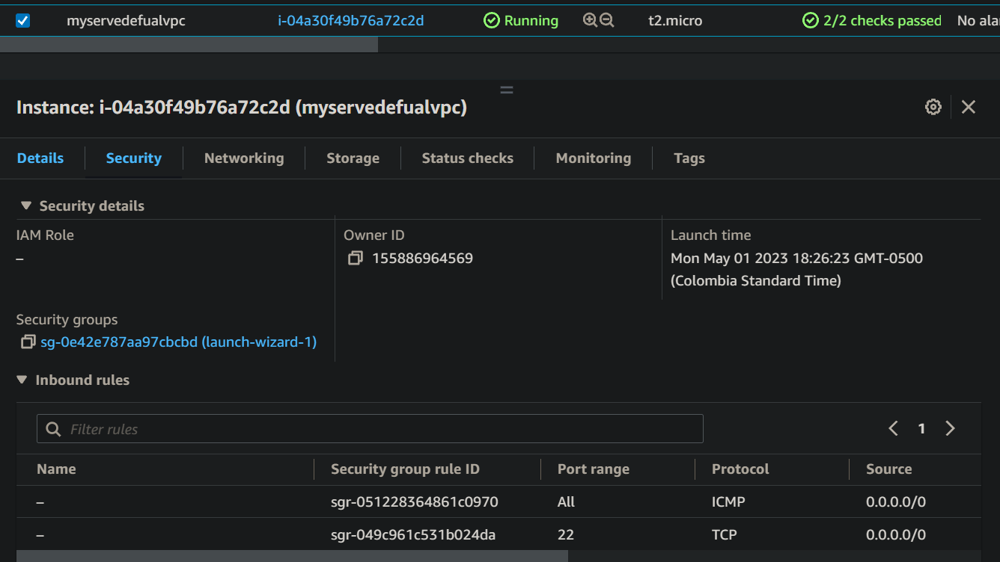 myservedefualvpc i-04a30f49b76a72c2d Running t2.micro 2/2 checks passed No alar
Instance: i-04a30f49b76a72c2d (myservedefualvpc)
Details Security Networking Storage Status checks Monitoring Tags
Security details
IAM Role Owner ID Launch time
– 155886964569 Mon May 01 2023 18:26:23 GMT-0500
(Colombia Standard Time)
Security groups
sg-0e42e787aa97cbcbd (launch-wizard-1)
Inbound rules
Filter rules 1
Name Security group rule ID Port range Protocol Source
– sgr-051228364861c0970 All ICMP 0.0.0.0/0
– sgr-049c961c531b024da 22 TCP 0.0.0.0/0